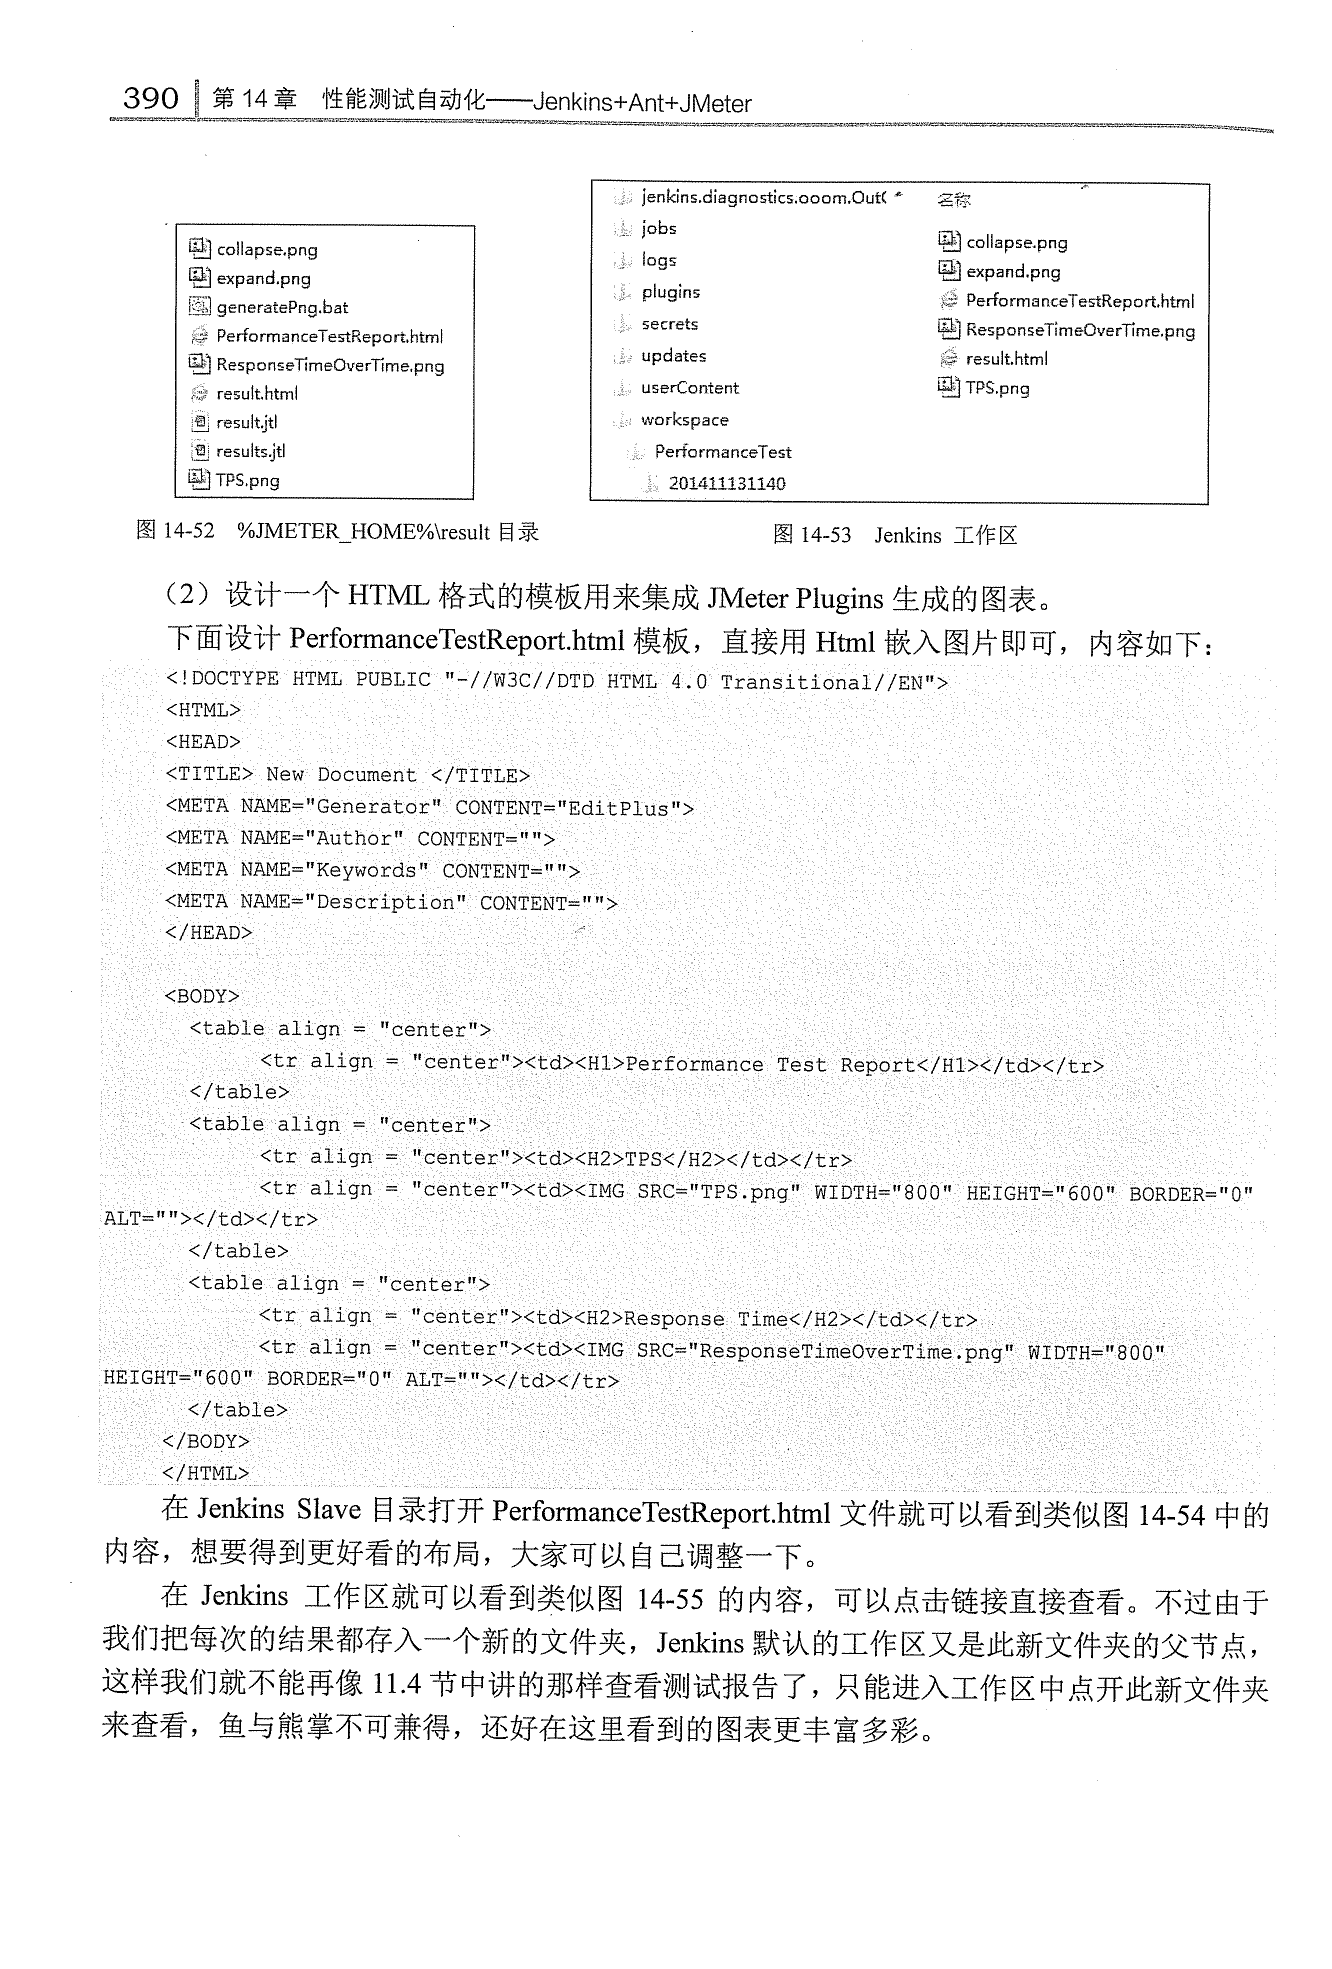 390 第14章 性能测试自动化——Jenkins+Ant+JMeter
collapse.png
expand.png
generatePng.bat
PerformanceTestReport.html
ResponseTimeOverTime.png
result.html
result.jtl
results.jtl
TPS.png
图 14-52 %JMETER_HOME%\result 目录
jenkins.diagnostics.ooom.Out(
jobs
logs
plugins
secrets
updates
userContent
workspace
PerformanceTest
201411131140
名称
collapse.png
expand.png
PerformanceTestReport.html
ResponseTimeOverTime.png
result.html
TPS.png
图 14-53 Jenkins 工作区
（2）设计一个 HTML 格式的模板用来集成 JMeter Plugins 生成的图表。
下面设计 PerformanceTestReport.html 模板，直接用 Html 嵌入图片即可，内容如下：
<!DOCTYPE HTML PUBLIC "-//W3C//DTD HTML 4.0 Transitional//EN">
<HTML>
<HEAD>
<TITLE> New Document </TITLE>
<META NAME="Generator" CONTENT="EditPlus">
<META NAME="Author" CONTENT="">
<META NAME="Keywords" CONTENT="">
<META NAME="Description" CONTENT="">
</HEAD>
<BODY>
<table align = "center">
<tr align = "center"><td><H1>Performance Test Report</H1></td></tr>
</table>
<table align = "center">
<tr align = "center"><td><H2>TPS</H2></td></tr>
<tr align = "center"><td><IMG SRC="TPS.png" WIDTH="800" HEIGHT="600" BORDER="0"
ALT=""></td></tr>
</table>
<table align = "center">
<tr align = "center"><td><H2>Response Time</H2></td></tr>
<tr align = "center"><td><IMG SRC="ResponseTimeOverTime.png" WIDTH="800"
HEIGHT="600" BORDER="0" ALT=""></td></tr>
</table>
</BODY>
</HTML>
在 Jenkins Slave 目录打开 PerformanceTestReport.html 文件就可以看到类似图 14-54 中的
内容，想要得到更好看的布局，大家可以自己调整一下。
在 Jenkins 工作区就可以看到类似图 14-55 的内容，可以点击链接直接查看。不过由于
我们把每次的结果都存入一个新的文件夹，Jenkins 默认的工作区又是此新文件夹的父节点，
这样我们就不能再像 11.4 节中讲的那样查看测试报告了，只能进入工作区中点开此新文件夹
来查看，鱼与熊掌不可兼得，还好在这里看到的图表更丰富多彩。